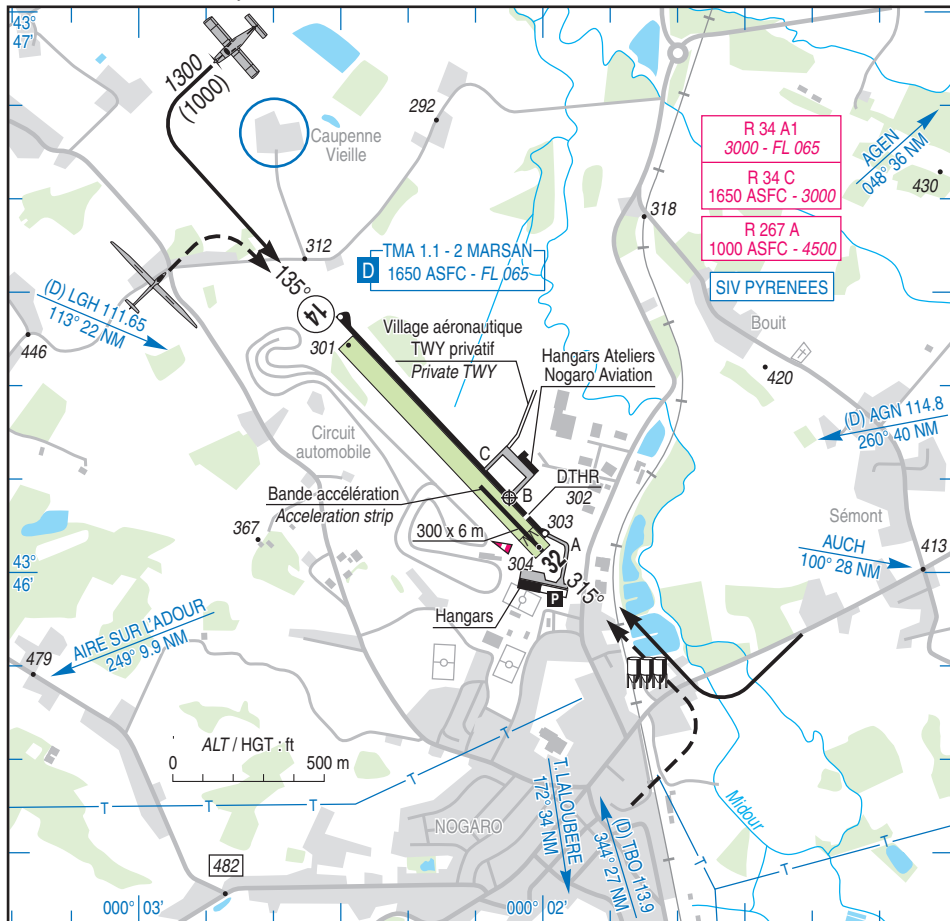 43°
47'
1300
(1000)
292
Caupenne
Vieille
R 34 A1
3000 - FL 065
R 34 C
1650 ASFC - 3000
R 267 A
1000 ASFC - 4500
SIV PYRENEES
AGEN
048° 36 NM
430
318
312
D
TMA 1.1 - 2 MARSAN
1650 ASFC - FL 065
135°
14
(D) LGH 111.65
113° 22 NM
446
301
Village aéronautique
TWY privatif
Private TWY
Hangars Ateliers
Nogaro Aviation
Bouit
420
(D) AGN 114.8
260° 40 NM
Circuit
automobile
C
B
DTHR
302
303
A
Bande accélération
Acceleration strip
300 x 6 m
304
32
315°
367
Sémont
413
AUCH
100° 28 NM
43°
46'
P
Hangars
AIRE SUR L'ADOUR
249° 9.9 NM
479
ALT / HGT : ft
0
500 m
T
T
T
T
T
T
T
NOGARO
T. LALOUBERE
172° 34 NM
(D) TBO 113.9
344° 27 NM
Midour
482
000° 03'
000° 02'